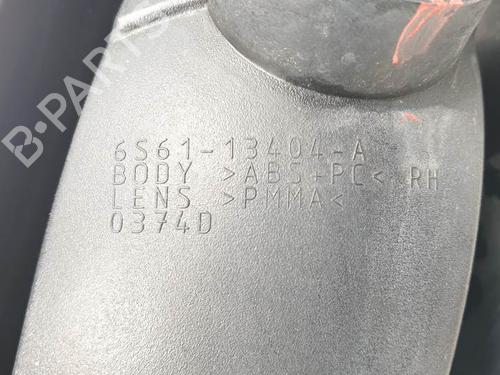 B-PARTS
6S61-13404-A
BODY >ABS+PC< RH
LENS >PMMA<
0374D